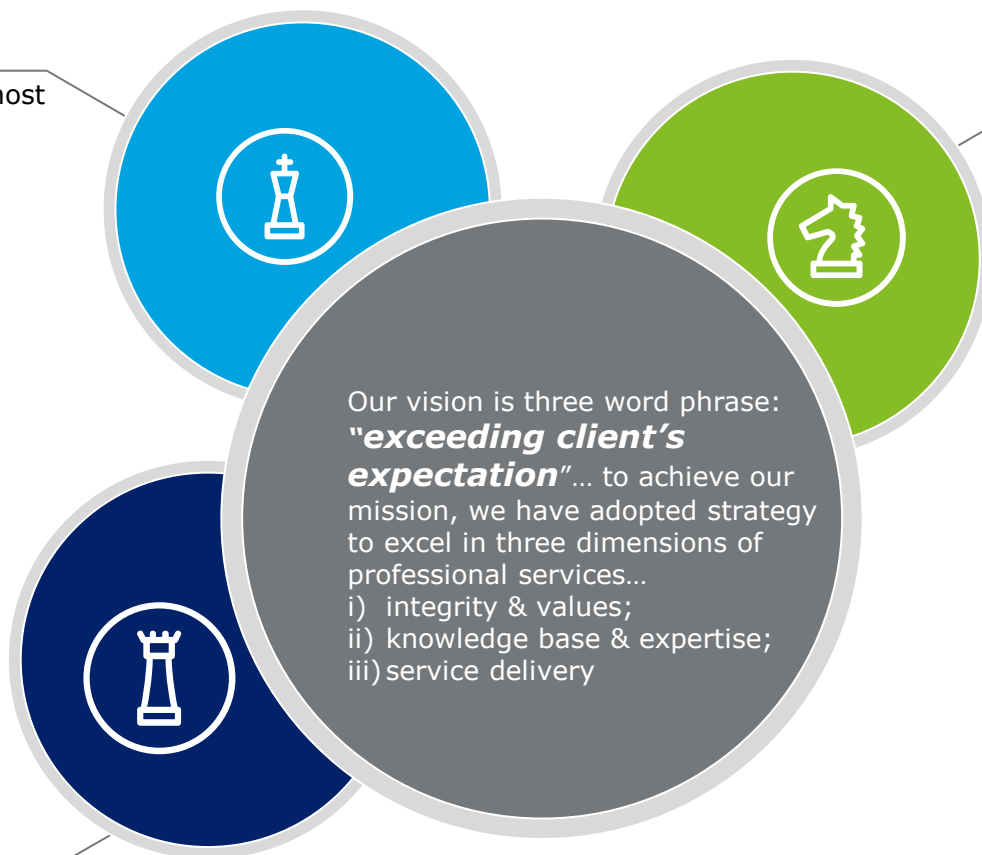 nost
Our vision is three word phrase:
“exceeding client’s
expectation”… to achieve our
mission, we have adopted strategy
to excel in three dimensions of
professional services…
i) integrity & values;
ii) knowledge base & expertise;
iii) service delivery